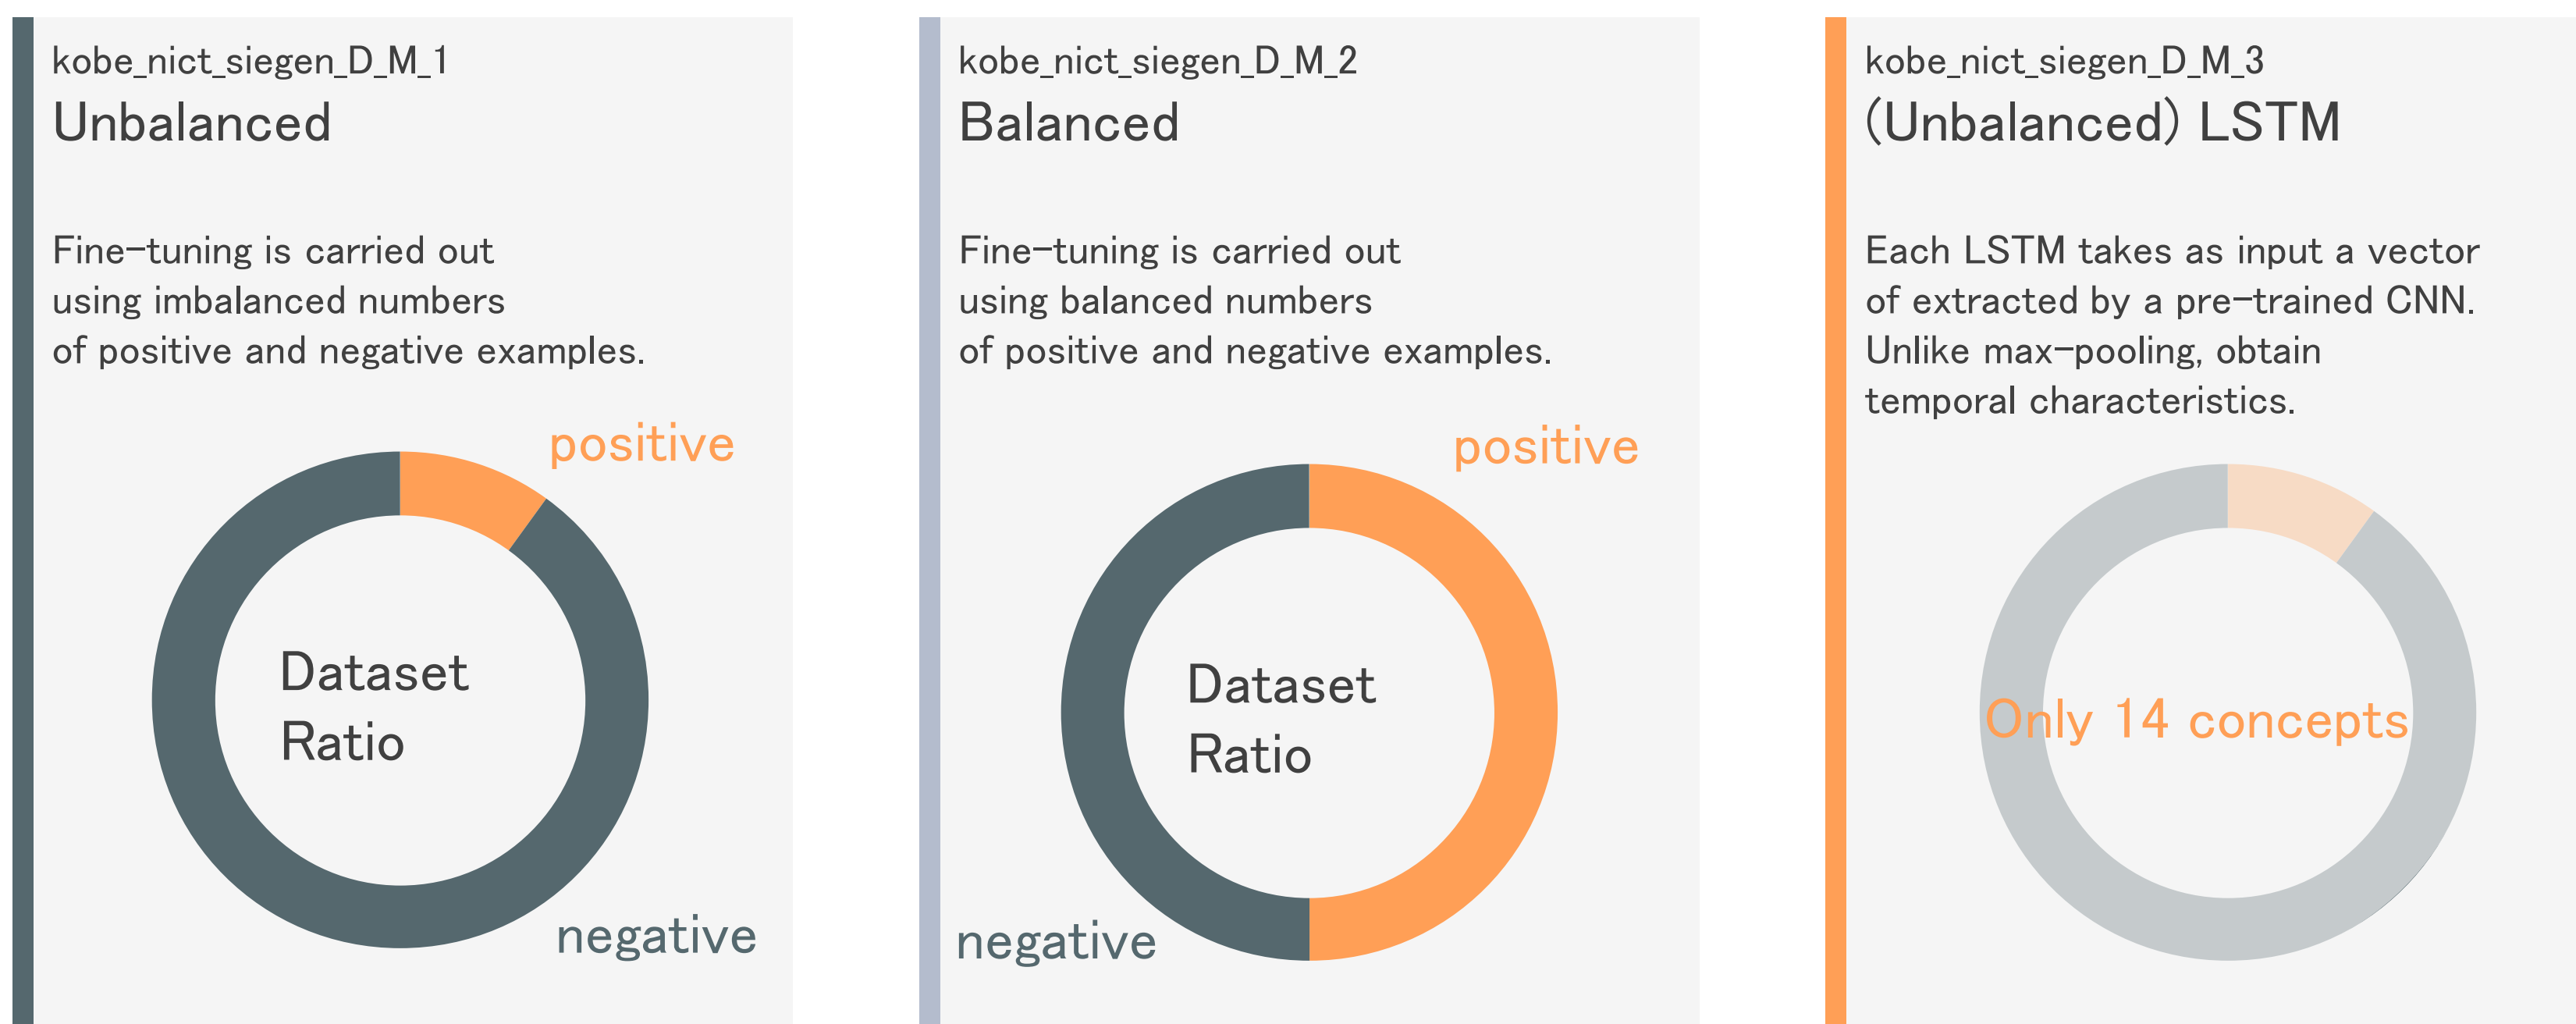 kobe_nict_siegen_D_M_1
Unbalanced
Fine-tuning is carried out
using imbalanced numbers
of positive and negative examples.
positive
Dataset
Ratio
negative
kobe_nict_siegen_D_M_2
Balanced
Fine-tuning is carried out
using balanced numbers
of positive and negative examples.
positive
Dataset
Ratio
negative
kobe_nict_siegen_D_M_3
(Unbalanced) LSTM
Each LSTM takes as input a vector
of extracted by a pre-trained CNN.
Unlike max-pooling, obtain
temporal characteristics.
Only 14 concepts